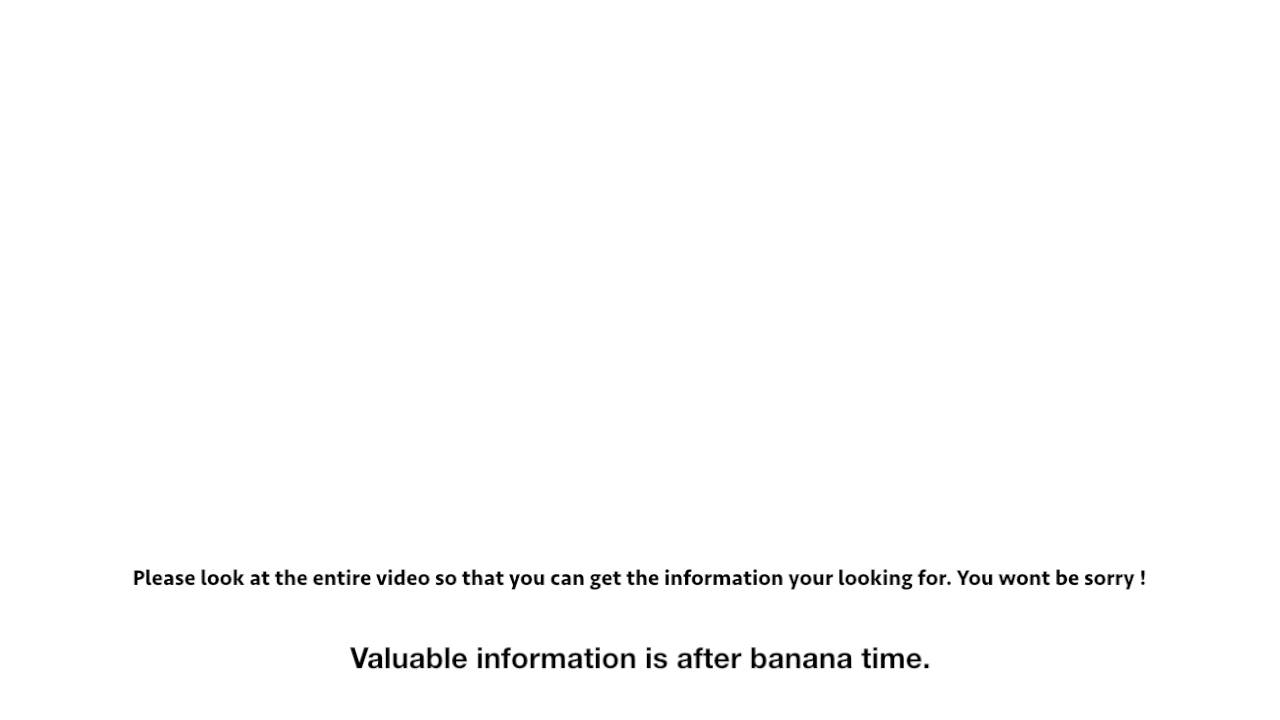 Please look at the entire video so that you can get the information your looking for. You wont be sorry !
Valuable information is after banana time.